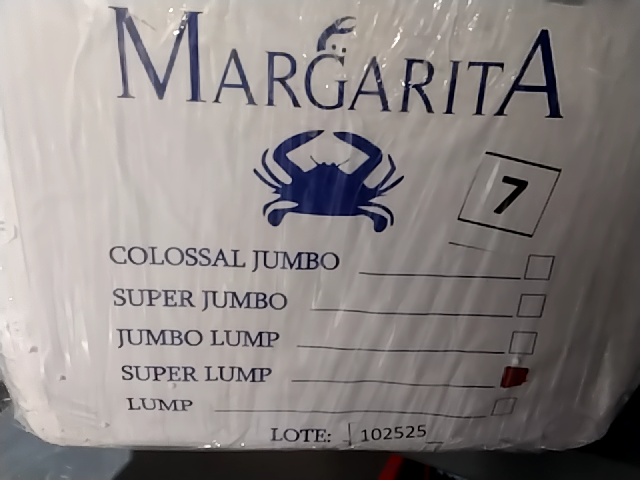 MARGARITA
7
COLOSSAL JUMBO
SUPER JUMBO
JUMBO LUMP
SUPER LUMP
LUMP
LOTE: 102525